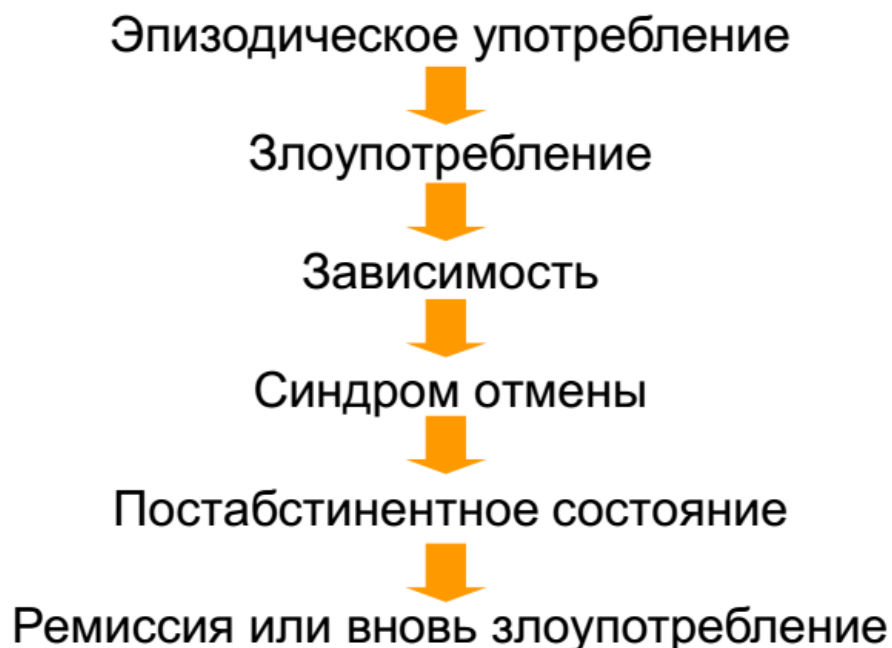 Эпизодическое употребление
Злоупотребление
Зависимость
Синдром отмены
Постабстинентное состояние
Ремиссия или вновь злоупотребление